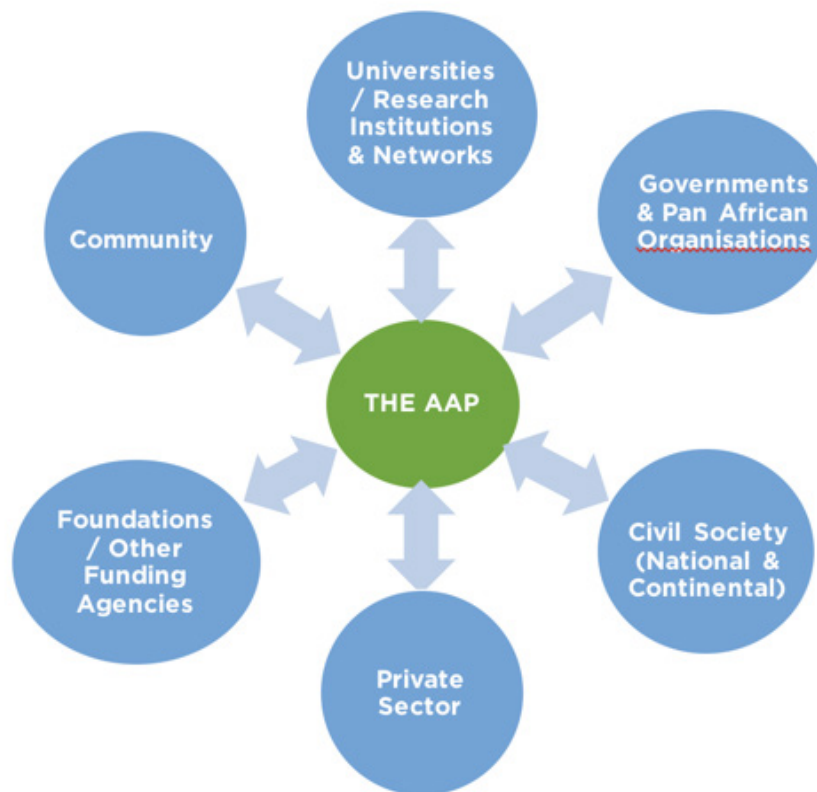 Universities
/ Research
Institutions
& Networks
Governments
& Pan African
Organisations
Community
THE AAP
Foundations
/ Other
Funding
Agencies
Civil Society
(National &
Continental)
Private
Sector